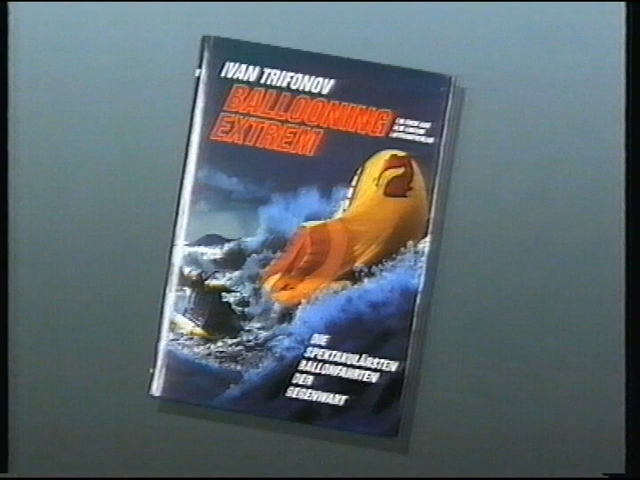 IVAN TRIFONOV
BALLOONING
EXTREM
DIE
SPEKTAKULÄRSTEN
BALLONFAHRTEN
DER
GEGENWART